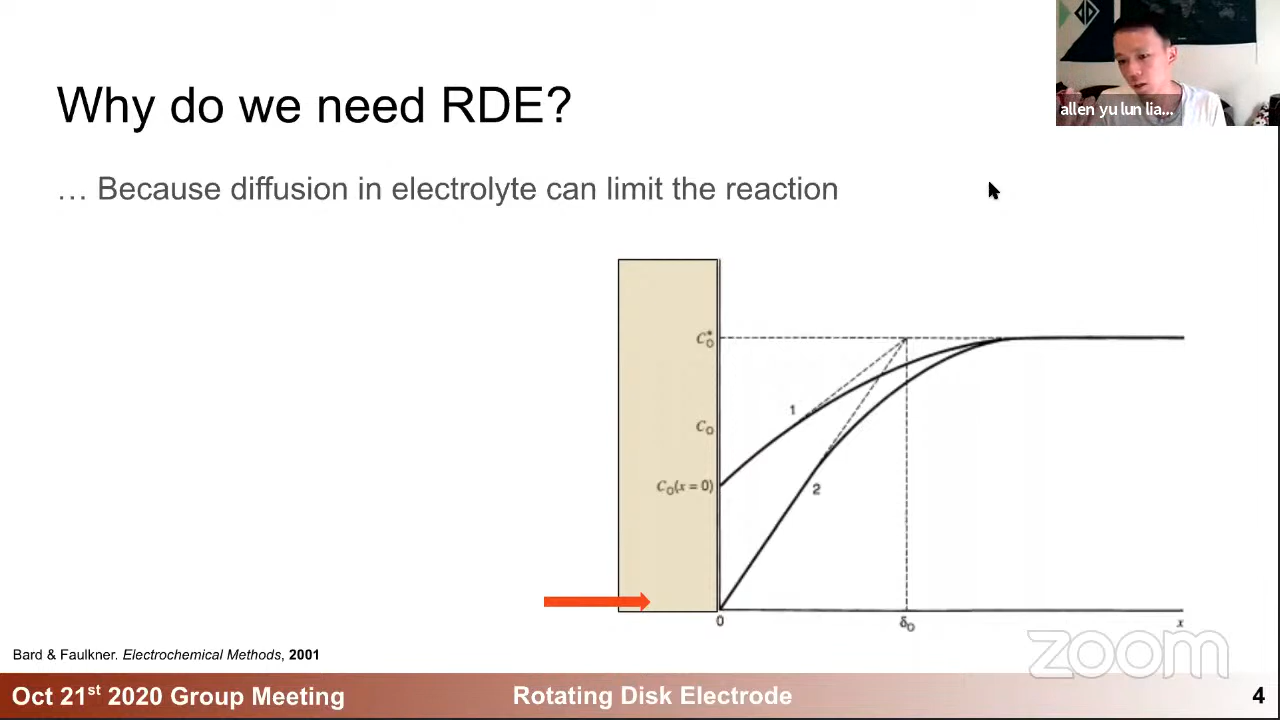 allen yu lun lia...
Why do we need RDE?
… Because diffusion in electrolyte can limit the reaction
C*O
1
CO
CO(x = 0)
2
0
δO
x
zoom
Bard & Faulkner. Electrochemical Methods, 2001
Oct 21st 2020 Group Meeting
Rotating Disk Electrode
4